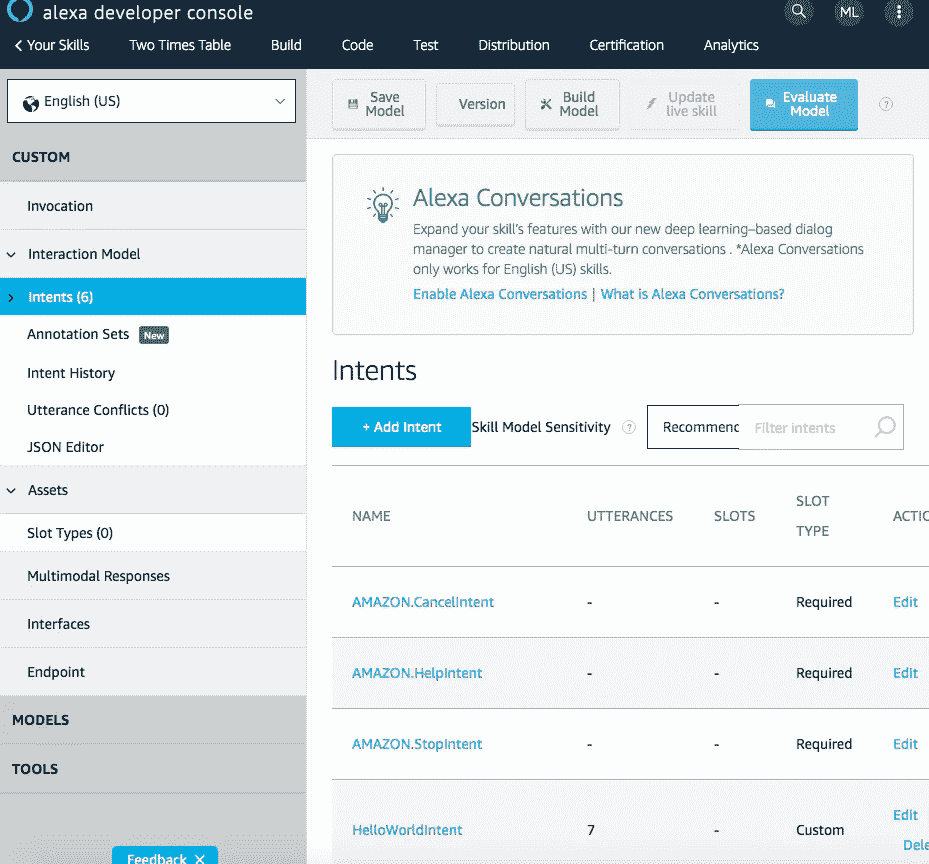 alexa developer console
ML
Your Skills Two Times Table Build Code Test Distribution Certification Analytics
English (US)
Save Model
Version
Build Model
Update live skill
Evaluate Model
?
CUSTOM
Invocation
Interaction Model
Intents (6)
Annotation Sets New
Intent History
Utterance Conflicts (0)
JSON Editor
Assets
Slot Types (0)
Multimodal Responses
Interfaces
Endpoint
MODELS
TOOLS
Feedback X
Alexa Conversations
Expand your skill's features with our new deep learning–based dialog
manager to create natural multi-turn conversations . *Alexa Conversations
only works for English (US) skills.
Enable Alexa Conversations | What is Alexa Conversations?
Intents
+ Add Intent Skill Model Sensitivity ? Recommenc Filter intents
NAME UTTERANCES SLOTS SLOT TYPE ACTIC
AMAZON.CancelIntent - - Required Edit
AMAZON.HelpIntent - - Required Edit
AMAZON.StopIntent - - Required Edit
HelloWorldIntent 7 - Custom Edit
Dele